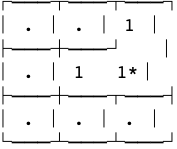 . . 1
. 1 1*
. . .